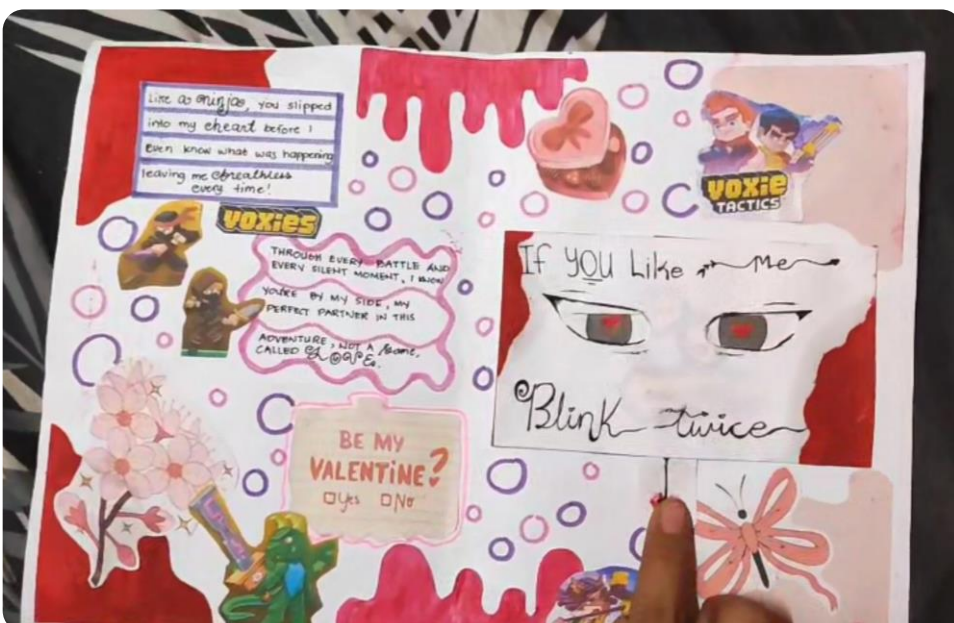 Like a ninja, you slipped
into my heart before I
even know what was happening
leaving me breathless
every time!
VOXIES
THROUGH EVERY BATTLE AND
EVERY SILENT MOMENT, I KNOW
YOU'RE BY MY SIDE, MY
PERFECT PARTNER IN THIS
ADVENTURE, NOT A Game,
CALLED LOVE.
BE MY
VALENTINE?
Yes No
VOXIE
TACTICS
If YOU Like Me
Blink twice